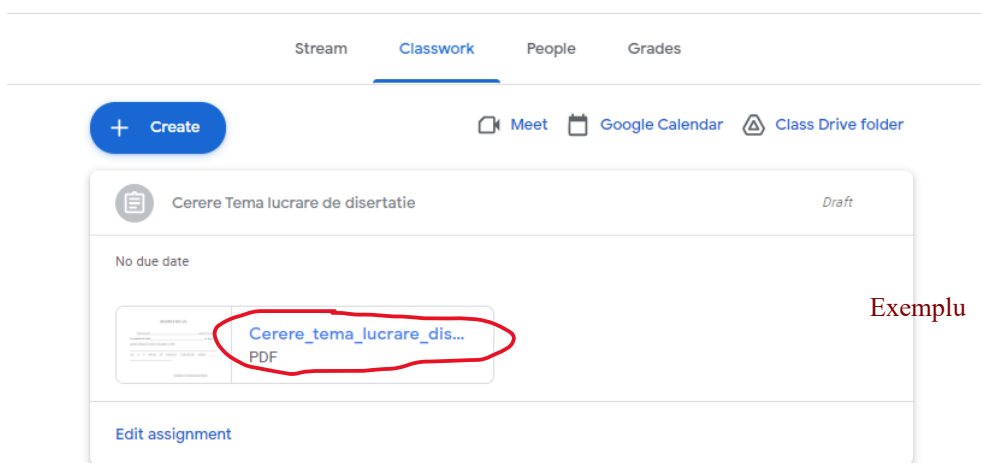 Stream Classwork People Grades
+ Create
Meet Google Calendar Class Drive folder
Cerere Tema lucrare de disertatie Draft
No due date
Exemplu
Cerere_tema_lucrare_dis...
PDF
Edit assignment